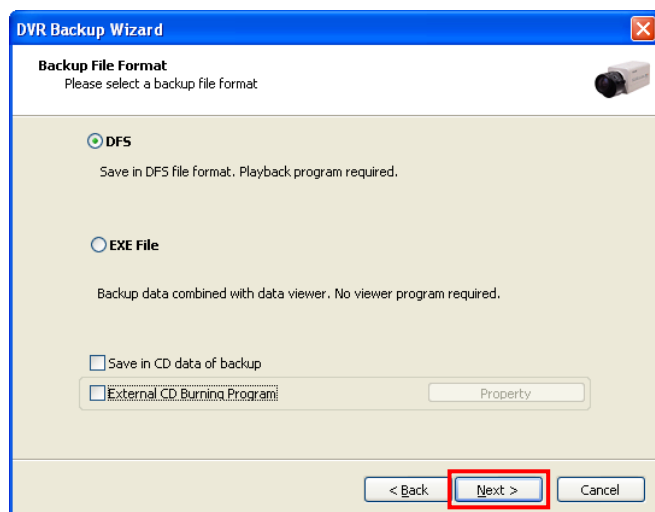 DVR Backup Wizard
Backup File Format
Please select a backup file format
DFS
Save in DFS file format. Playback program required.
EXE File
Backup data combined with data viewer. No viewer program required.
Save in CD data of backup
External CD Burning Program
Property
< Back
Next >
Cancel